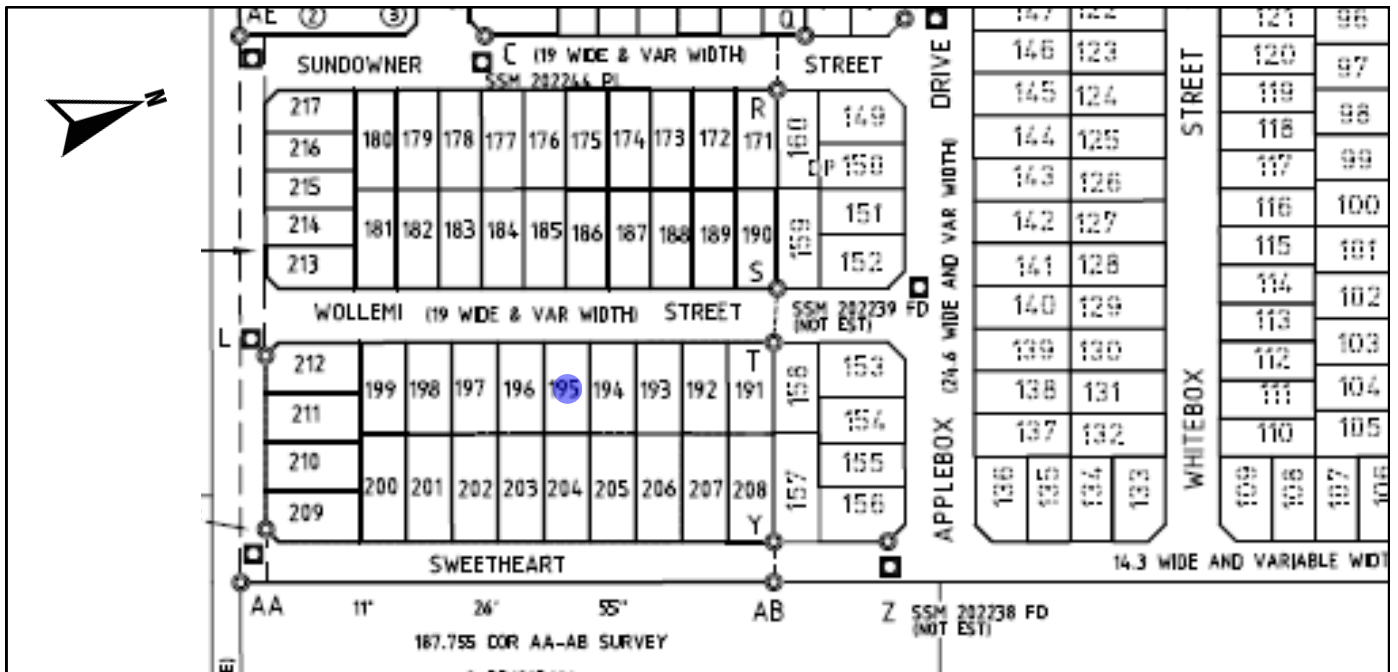 AE 2 3
Q
147 122
121 96
SUNDOWNER
C (19 WIDE & VAR WIDTH)
STREET
SSM 202244 PL
DRIVE
STREET
N
146 123
120 97
145 124
119 98
144 125
118
143 126
117 99
142 127
116 100
141 128
115 101
140 129
114 102
139 130
113 103
138 131
112 104
137 132
111 105
110
136 135 134 133
109 108 107 106
217
216
215
214
213
180 179 178 177 176 175 174 173 172 171
R
160
149
DP 150
181 182 183 184 185 186 187 188 189 190
S
159
151
152
WOLLEMI (19 WIDE & VAR WIDTH) STREET
SSM 202239 FD
(NOT EST)
L
APPLEBOX (24.6 WIDE AND VAR WIDTH)
WHITEBOX
212
211
210
209
199 198 197 196 195 194 193 192 191
T
158
153
154
200 201 202 203 204 205 206 207 208
Y
157
155
156
SWEETHEART
14.3 WIDE AND VARIABLE WIDT
AA 11' 26' 55" AB Z
SSM 202238 FD
(NOT EST)
187.755 COR AA-AB SURVEY